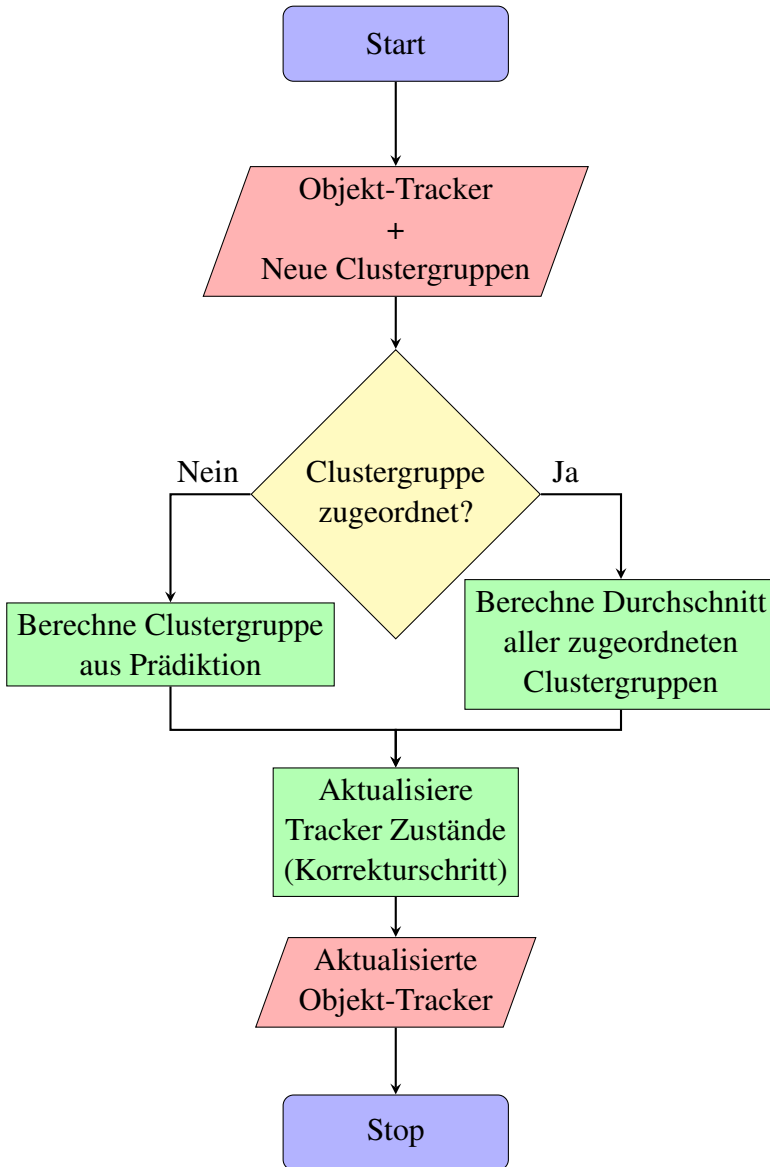 Start
Objekt-Tracker
+
Neue Clustergruppen
Clustergruppe
zugeordnet?
Nein
Ja
Berechne Clustergruppe
aus Prädiktion
Berechne Durchschnitt
aller zugeordneten
Clustergruppen
Aktualisiere
Tracker Zustände
(Korrekturschritt)
Aktualisierte
Objekt-Tracker
Stop